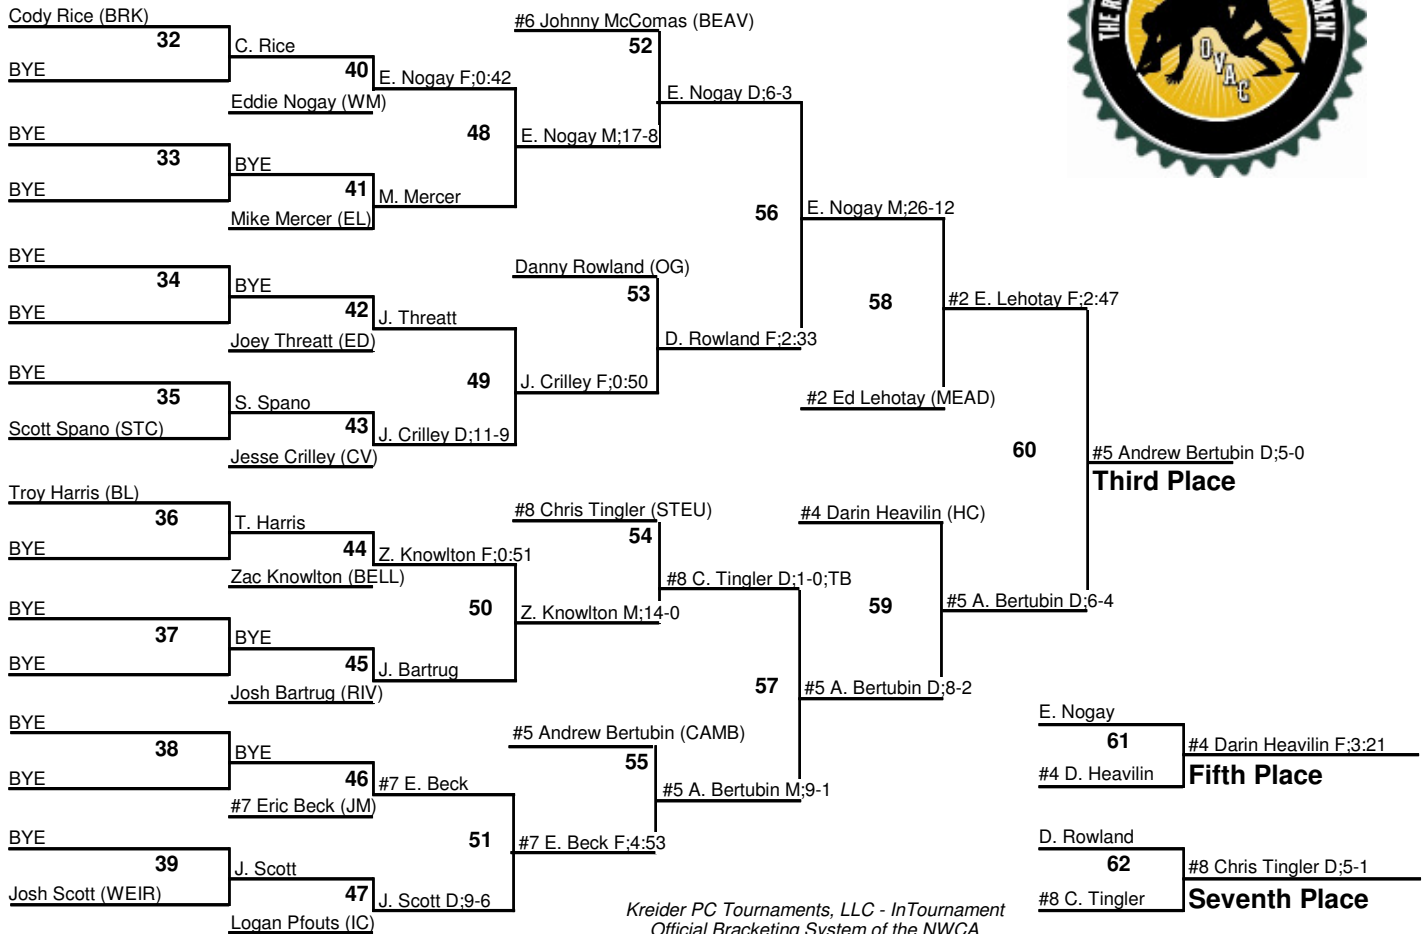 Cody Rice (BRK)
32
BYE
C. Rice
40
Eddie Nogay (WM)
E. Nogay F;0:42
BYE
33
BYE
BYE
41
Mike Mercer (EL)
M. Mercer
48
E. Nogay M;17-8
#6 Johnny McComas (BEAV)
52
E. Nogay D;6-3
BYE
34
BYE
BYE
42
Joey Threatt (ED)
J. Threatt
BYE
35
Scott Spano (STC)
S. Spano
43
Jesse Crilley (CV)
J. Crilley D;11-9
49
J. Crilley F;0:50
Danny Rowland (OG)
53
D. Rowland F;2:33
56
E. Nogay M;26-12
58
#2 Ed Lehotay (MEAD)
#2 E. Lehotay F;2:47
Troy Harris (BL)
36
BYE
T. Harris
44
Zac Knowlton (BELL)
Z. Knowlton F;0:51
BYE
37
BYE
BYE
45
Josh Bartrug (RIV)
J. Bartrug
50
Z. Knowlton M;14-0
#8 Chris Tingler (STEU)
54
#8 C. Tingler D;1-0;TB
BYE
38
BYE
BYE
46
#7 Eric Beck (JM)
#7 E. Beck
BYE
39
Josh Scott (WEIR)
J. Scott
47
Logan Pfouts (IC)
J. Scott D;9-6
51
#7 E. Beck F;4:53
#5 Andrew Bertubin (CAMB)
55
#5 A. Bertubin M;9-1
57
#5 A. Bertubin D;8-2
#4 Darin Heavilin (HC)
59
#5 A. Bertubin D;6-4
60
#5 Andrew Bertubin D;5-0
Third Place
E. Nogay
61
#4 D. Heavilin
#4 Darin Heavilin F;3:21
Fifth Place
D. Rowland
62
#8 C. Tingler
#8 Chris Tingler D;5-1
Seventh Place
Kreider PC Tournaments, LLC - InTournament
Official Bracketing System of the NWCA
THE R
MENT
OVAC